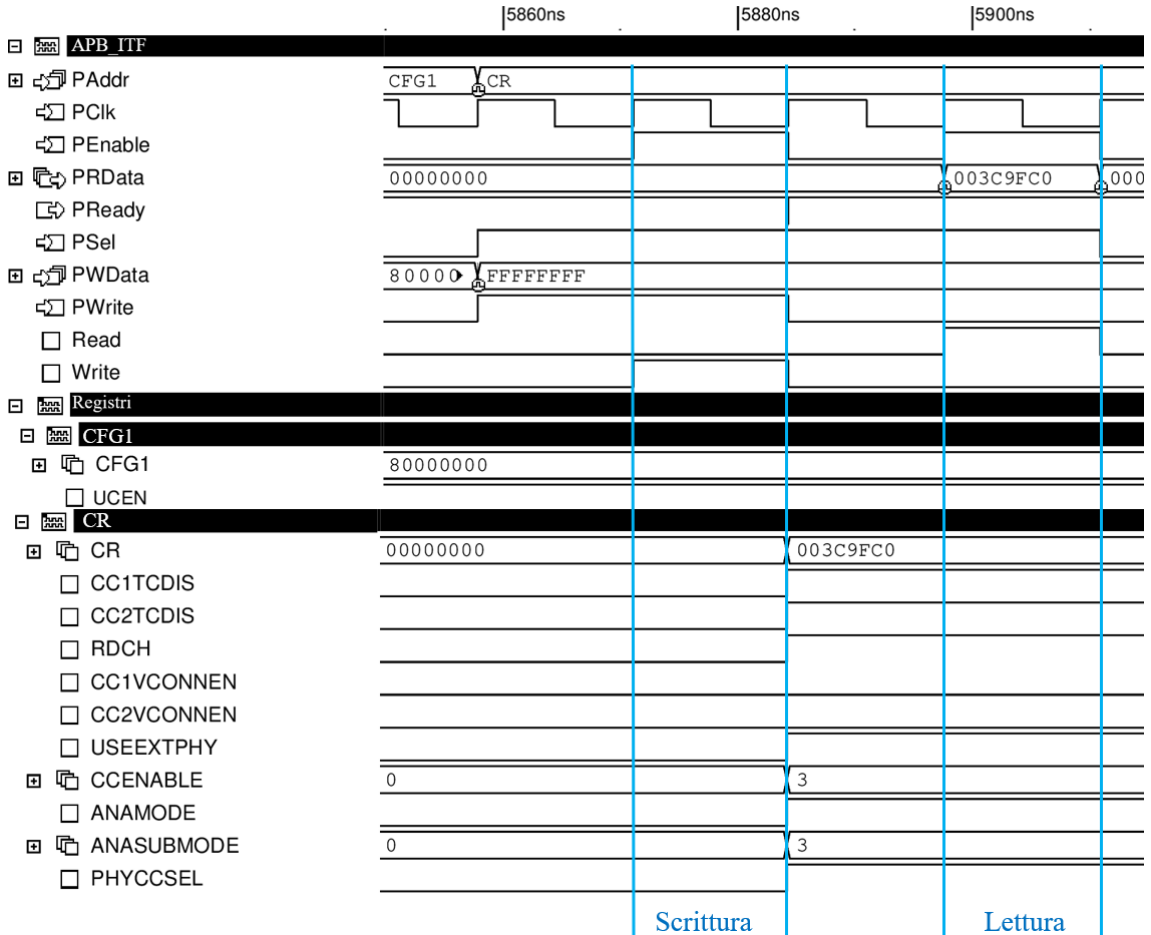 5860ns 5880ns 5900ns
APB_ITF
PAddr CFG1 CR
PClk
PEnable
PRData 00000000 003C9FC0 000
PReady
PSel
PWData 80000 FFFFFFFF
PWrite
Read
Write
Registri
CFG1
CFG1 80000000
UCEN
CR
CR 00000000 003C9FC0
CC1TCDIS
CC2TCDIS
RDCH
CC1VCONNEN
CC2VCONNEN
USEEXTPHY
CCENABLE 0 3
ANAMODE
ANASUBMODE 0 3
PHYCCSEL
Scrittura Lettura